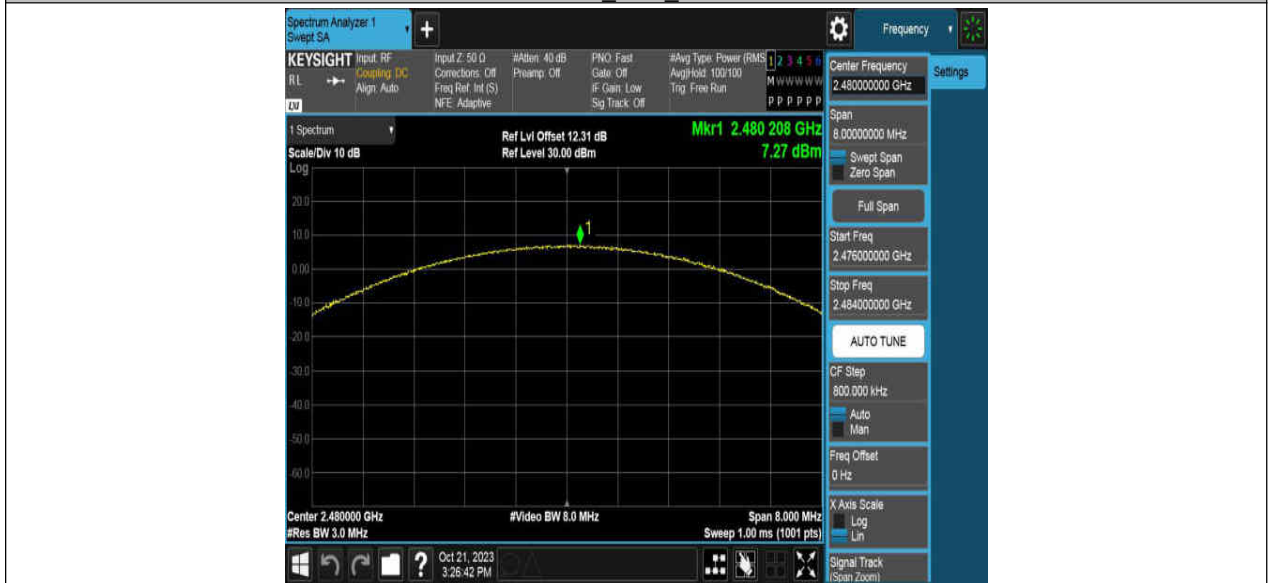 Spectrum Analyzer 1
Swept SA
+
Frequency
KEYSIGHT
RL
Input: RF
Coupling: DC
Align: Auto
Input Z: 50 Ω
Corrections: Off
Freq Ref: Int (S)
NFE: Adaptive
#Atten: 40 dB
Preamp: Off
PNO: Fast
Gate: Off
IF Gain: Low
Sig Track: Off
#Avg Type: Power (RMS
Avg|Hold: 100/100
Trig: Free Run
1 2 3 4 5 6
M W W W W W
P P P P P P
1 Spectrum
Scale/Div 10 dB
Log
Ref Lvl Offset 12.31 dB
Ref Level 30.00 dBm
Mkr1 2.480 208 GHz
7.27 dBm
1
20.0
10.0
0.00
-10.0
-20.0
-30.0
-40.0
-50.0
-60.0
Center 2.480000 GHz
#Res BW 3.0 MHz
#Video BW 8.0 MHz
Span 8.000 MHz
Sweep 1.00 ms (1001 pts)
Center Frequency
2.480000000 GHz
Settings
Span
8.00000000 MHz
Swept Span
Zero Span
Full Span
Start Freq
2.476000000 GHz
Stop Freq
2.484000000 GHz
AUTO TUNE
CF Step
800.000 kHz
Auto
Man
Freq Offset
0 Hz
X Axis Scale
Log
Lin
Signal Track
(Span Zoom)
?
Oct 21, 2023
3:26:42 PM